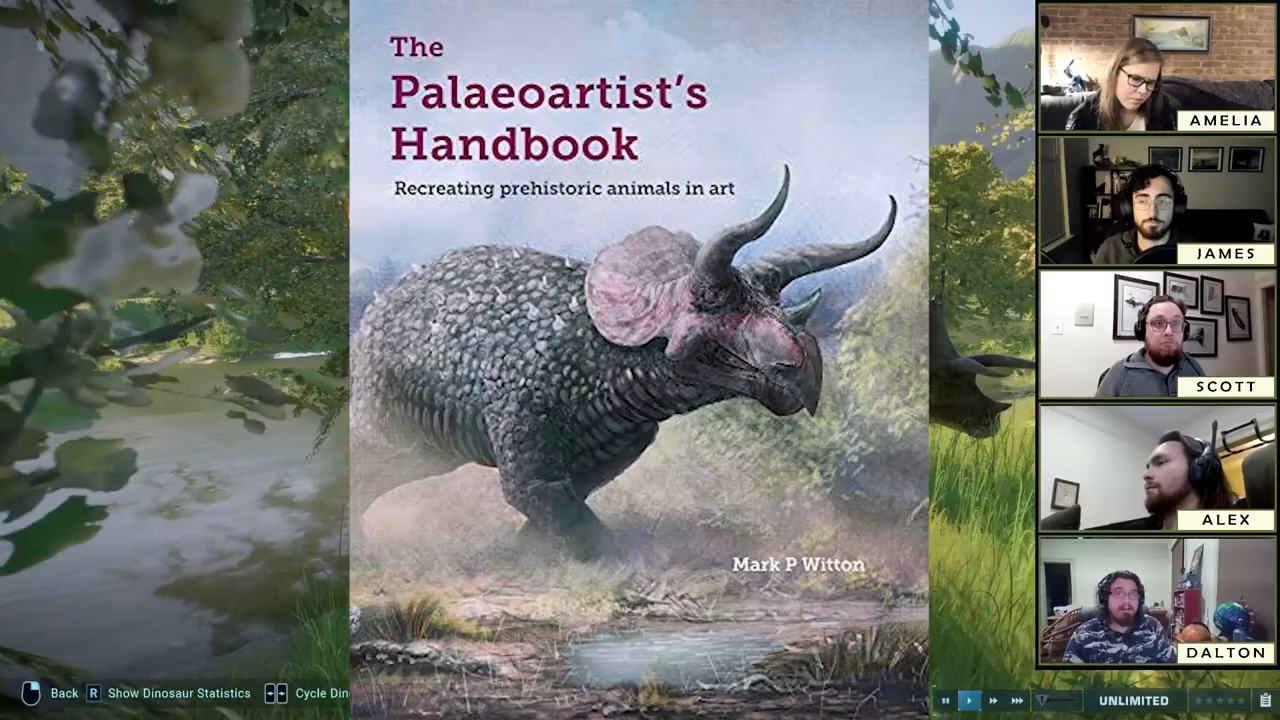 The
Palaeoartist's
Handbook
Recreating prehistoric animals in art
Mark P Witton
AMELIA
JAMES
SCOTT
ALEX
DALTON
Back R Show Dinosaur Statistics Cycle Din
UNLIMITED